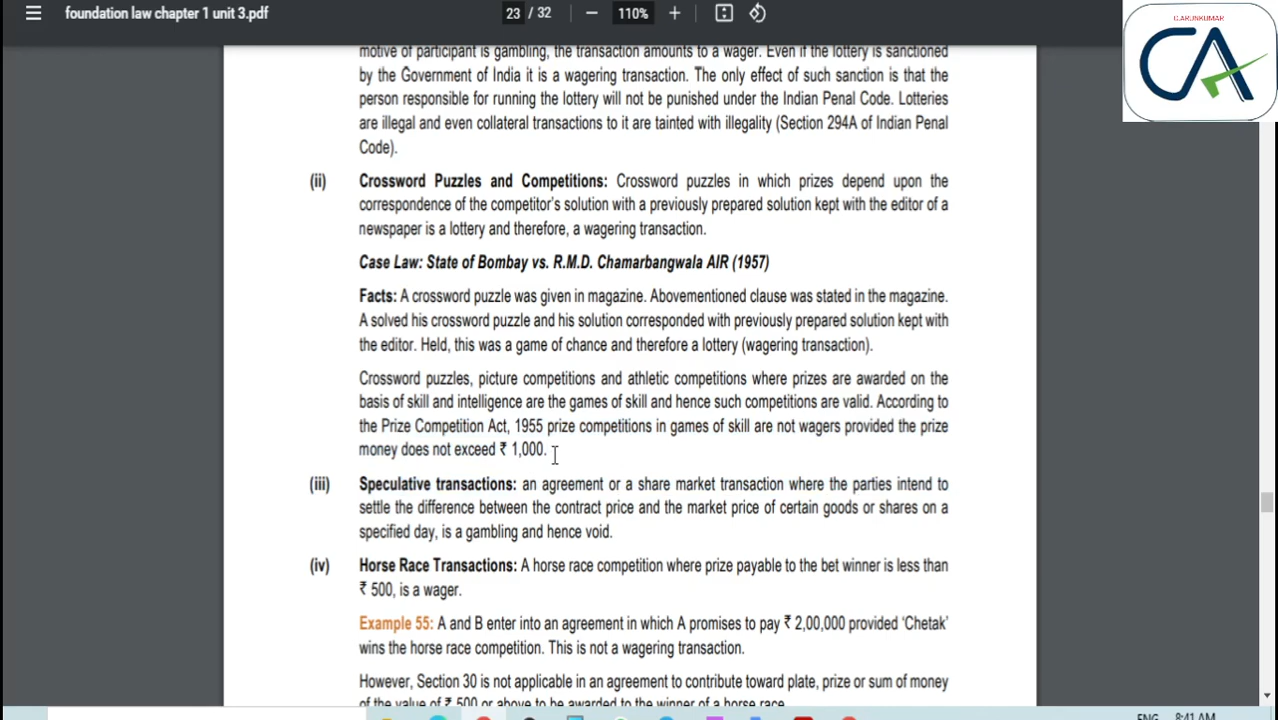 foundation law chapter 1 unit 3.pdf
23 / 32
110%
G.ARUNKUMAR
CA
motive of participant is gambling, the transaction amounts to a wager. Even if the lottery is sanctioned
by the Government of India it is a wagering transaction. The only effect of such sanction is that the
person responsible for running the lottery will not be punished under the Indian Penal Code. Lotteries
are illegal and even collateral transactions to it are tainted with illegality (Section 294A of Indian Penal
Code).
(ii) Crossword Puzzles and Competitions: Crossword puzzles in which prizes depend upon the
correspondence of the competitor's solution with a previously prepared solution kept with the editor of a
newspaper is a lottery and therefore, a wagering transaction.
Case Law: State of Bombay vs. R.M.D. Chamarbangwala AIR (1957)
Facts: A crossword puzzle was given in magazine. Abovementioned clause was stated in the magazine.
A solved his crossword puzzle and his solution corresponded with previously prepared solution kept with
the editor. Held, this was a game of chance and therefore a lottery (wagering transaction).
Crossword puzzles, picture competitions and athletic competitions where prizes are awarded on the
basis of skill and intelligence are the games of skill and hence such competitions are valid. According to
the Prize Competition Act, 1955 prize competitions in games of skill are not wagers provided the prize
money does not exceed ₹ 1,000.
(iii) Speculative transactions: an agreement or a share market transaction where the parties intend to
settle the difference between the contract price and the market price of certain goods or shares on a
specified day, is a gambling and hence void.
(iv) Horse Race Transactions: A horse race competition where prize payable to the bet winner is less than
₹ 500, is a wager.
Example 55: A and B enter into an agreement in which A promises to pay ₹ 2,00,000 provided 'Chetak'
wins the horse race competition. This is not a wagering transaction.
However, Section 30 is not applicable in an agreement to contribute toward plate, prize or sum of money
of the value of ₹ 500 or above to be awarded to the winner of a horse race.
ENG 8:41 AM